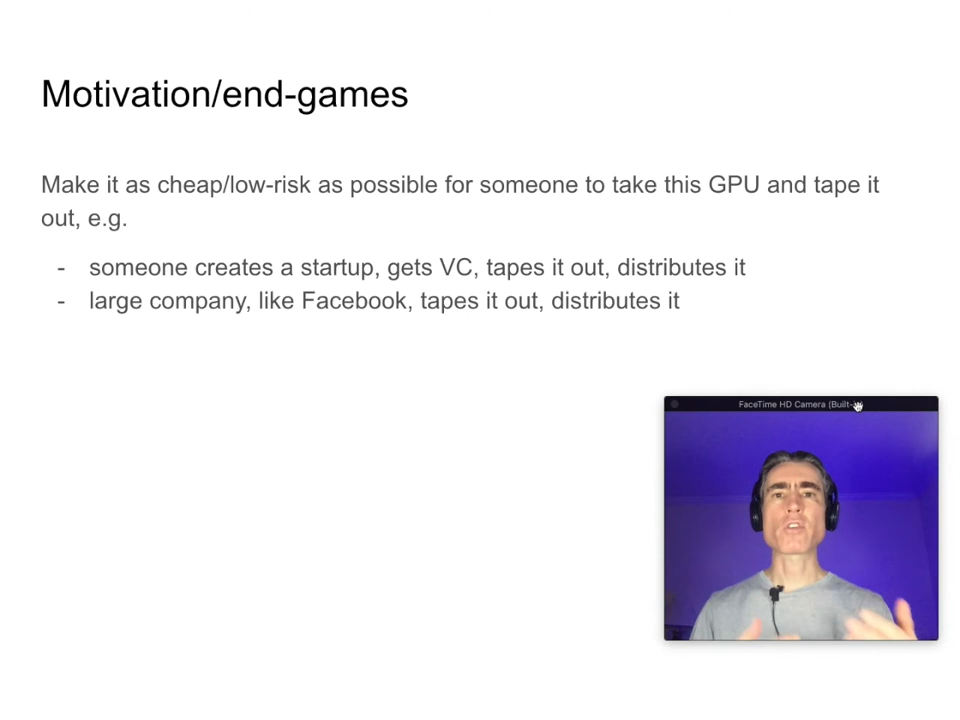 Motivation/end-games
Make it as cheap/low-risk as possible for someone to take this GPU and tape it
out, e.g.
- someone creates a startup, gets VC, tapes it out, distributes it
- large company, like Facebook, tapes it out, distributes it
FaceTime HD Camera (Built-